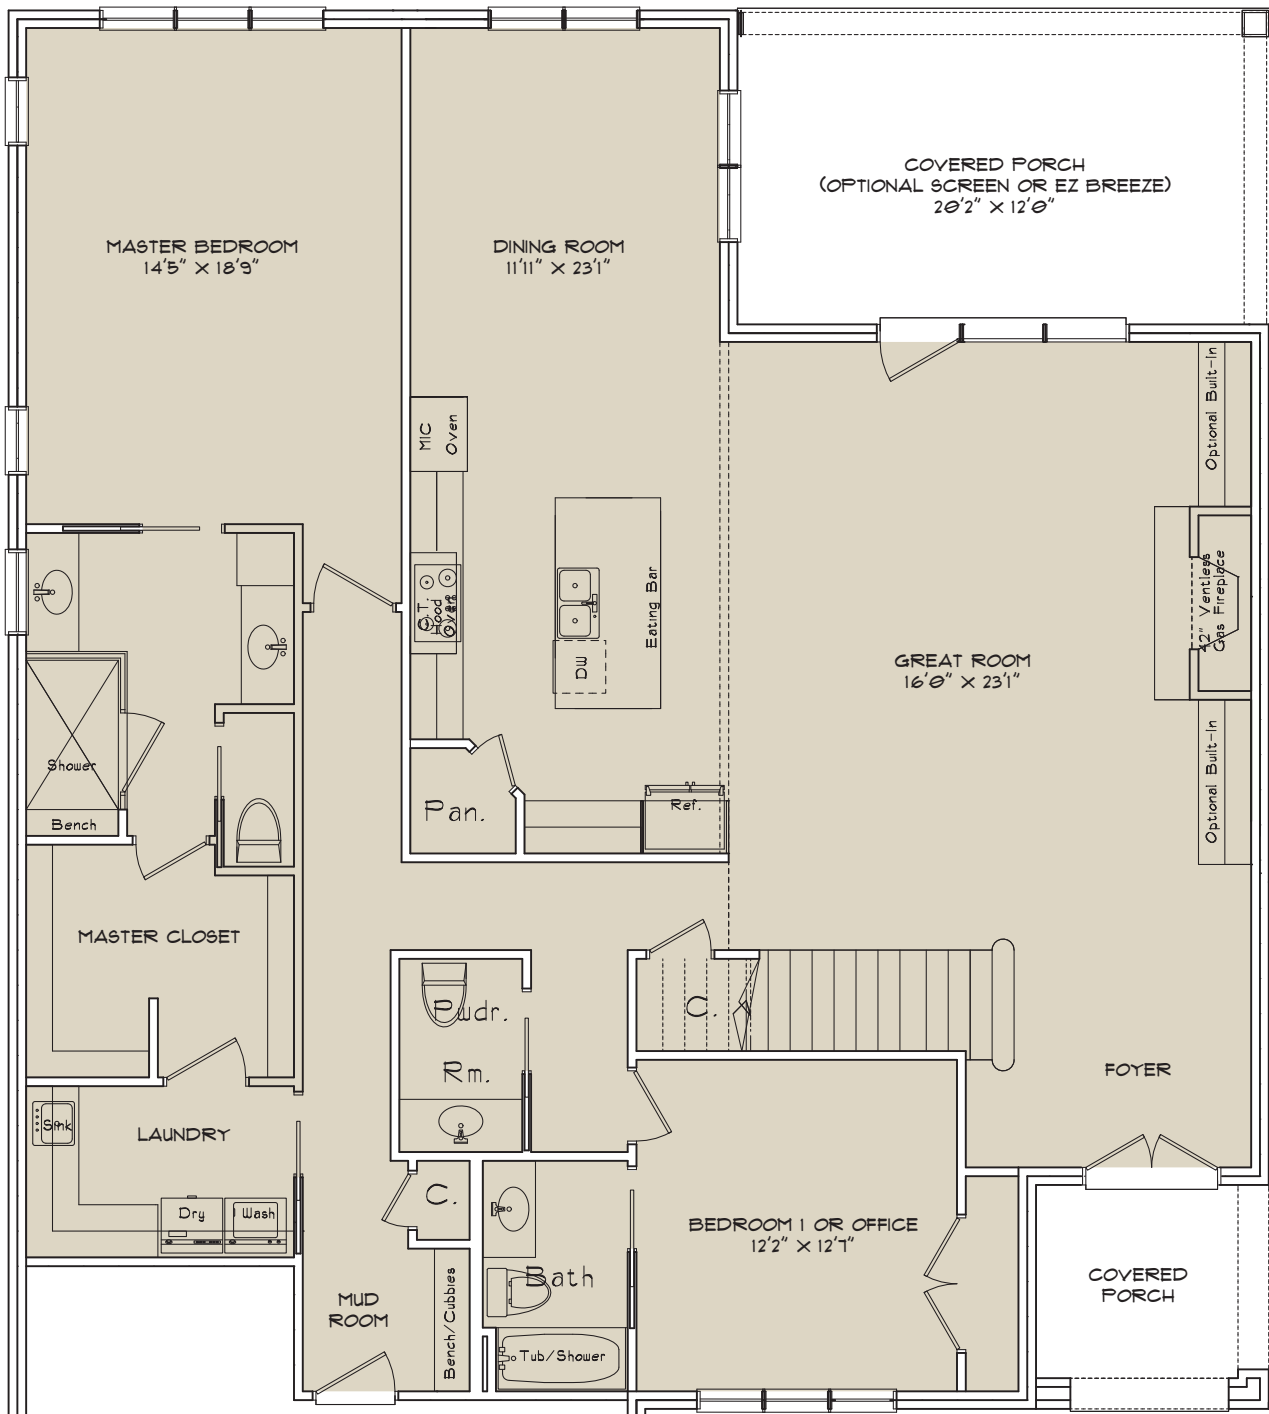 COVERED PORCH
(OPTIONAL SCREEN OR EZ BREEZE)
20'2" X 12'0"
MASTER BEDROOM
14'5" X 18'9"
DINING ROOM
11'11" X 23'1"
Optional Built-In
MIC
Oven
C.T.
Hood
Oven
Eating Bar
DW
42" Ventless
Gas Fireplace
GREAT ROOM
16'0" X 23'1"
Shower
Bench
Pan.
Ref.
Optional Built-In
MASTER CLOSET
Pwdr.
Rm.
C.
FOYER
Sink
LAUNDRY
Dry
Wash
C.
BEDROOM 1 OR OFFICE
12'2" X 12'7"
Bath
COVERED
PORCH
MUD
ROOM
Bench/Cubbies
Tub/Shower